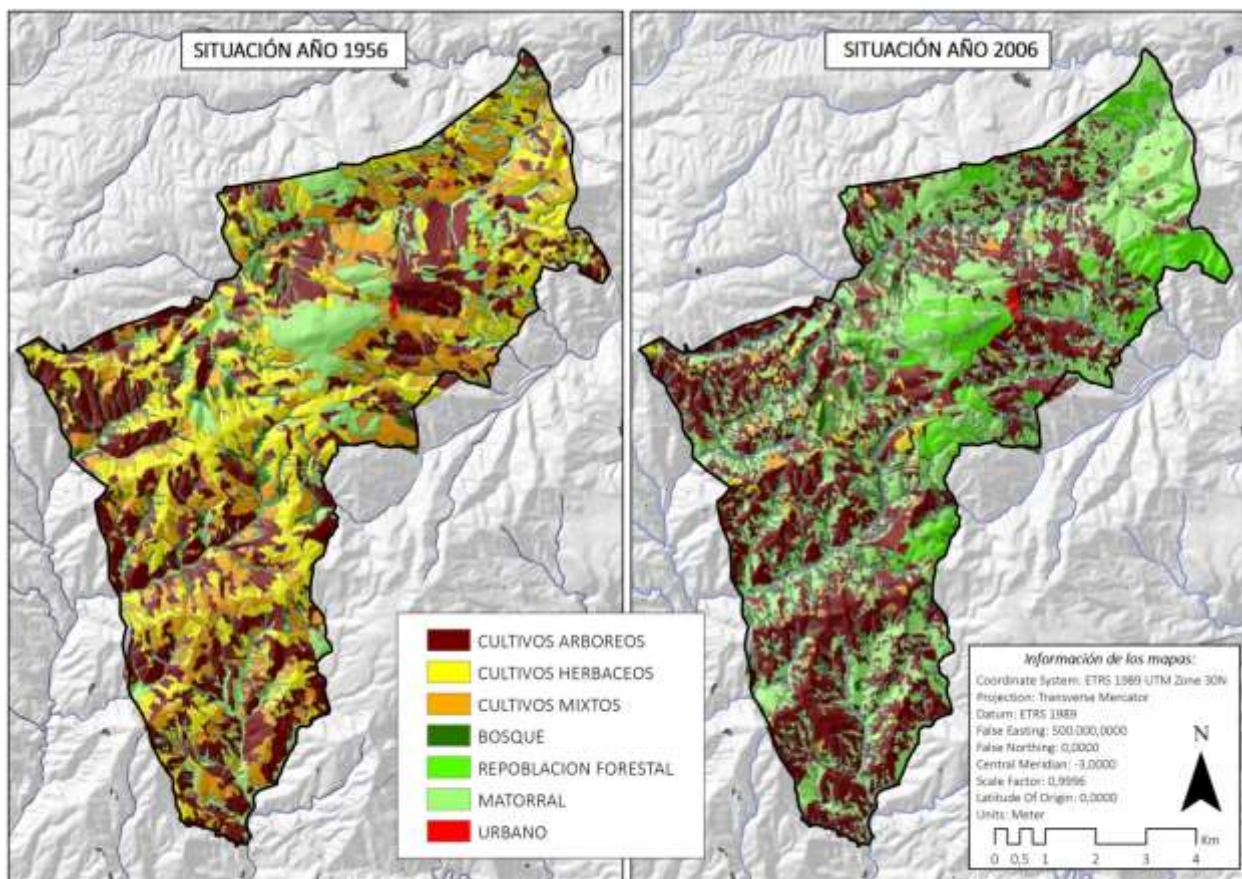 SITUACIÓN AÑO 1956
SITUACIÓN AÑO 2006
CULTIVOS ARBOREOS
CULTIVOS HERBACEOS
CULTIVOS MIXTOS
BOSQUE
REPOBLACION FORESTAL
MATORRAL
URBANO
Información de los mapas:
Coordinate System: ETRS 1989 UTM Zone 30N
Projection: Transverse Mercator
Datum: ETRS 1989
False Easting: 500.000,0000
False Northing: 0,0000
Central Meridian: -3,0000
Scale Factor: 0,9996
Latitude Of Origin: 0,0000
Units: Meter
N
Km
0 0,5 1 2 3 4